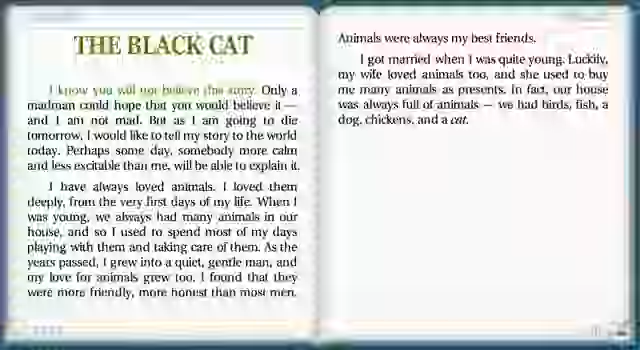 THE BLACK CAT
I know you will not believe this story. Only a
madman could hope that you would believe it —
and I am not mad. But as I am going to die
tomorrow, I would like to tell my story to the world
today. Perhaps some day, somebody more calm
and less excitable than me, will be able to explain it.
I have always loved animals. I loved them
deeply, from the very first days of my life. When I
was young, we always had many animals in our
house, and so I used to spend most of my days
playing with them and taking care of them. As the
years passed, I grew into a quiet, gentle man, and
my love for animals grew too. I found that they
were more friendly, more honest than most men.
Animals were always my best friends.
I got married when I was quite young. Luckily,
my wife loved animals too, and she used to buy
me many animals as presents. In fact, our house
was always full of animals — we had birds, fish, a
dog, chickens, and a cat.